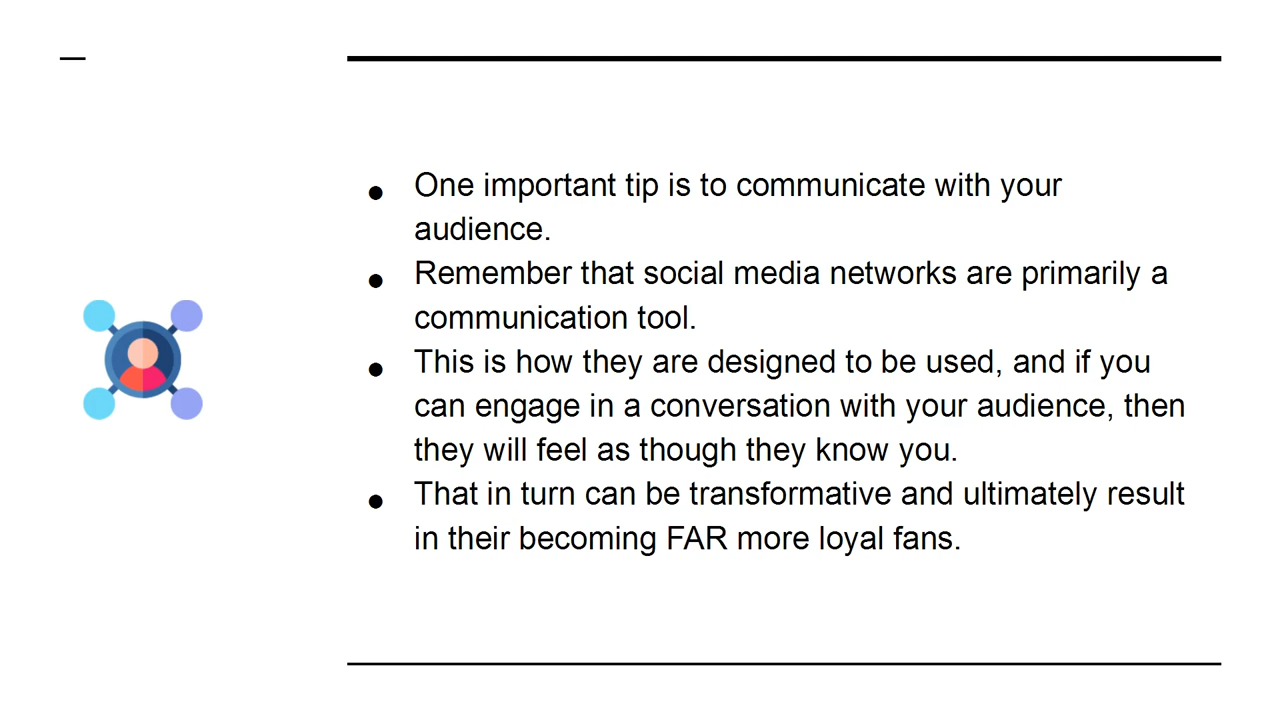 ● One important tip is to communicate with your
audience.
● Remember that social media networks are primarily a
communication tool.
● This is how they are designed to be used, and if you
can engage in a conversation with your audience, then
they will feel as though they know you.
● That in turn can be transformative and ultimately result
in their becoming FAR more loyal fans.